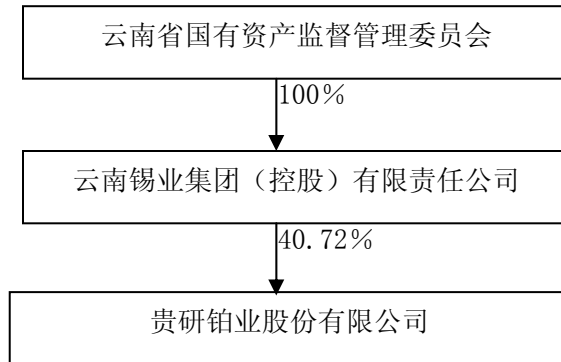 云南省国有资产监督管理委员会
100％
云南锡业集团（控股）有限责任公司
40.72％
贵研铂业股份有限公司